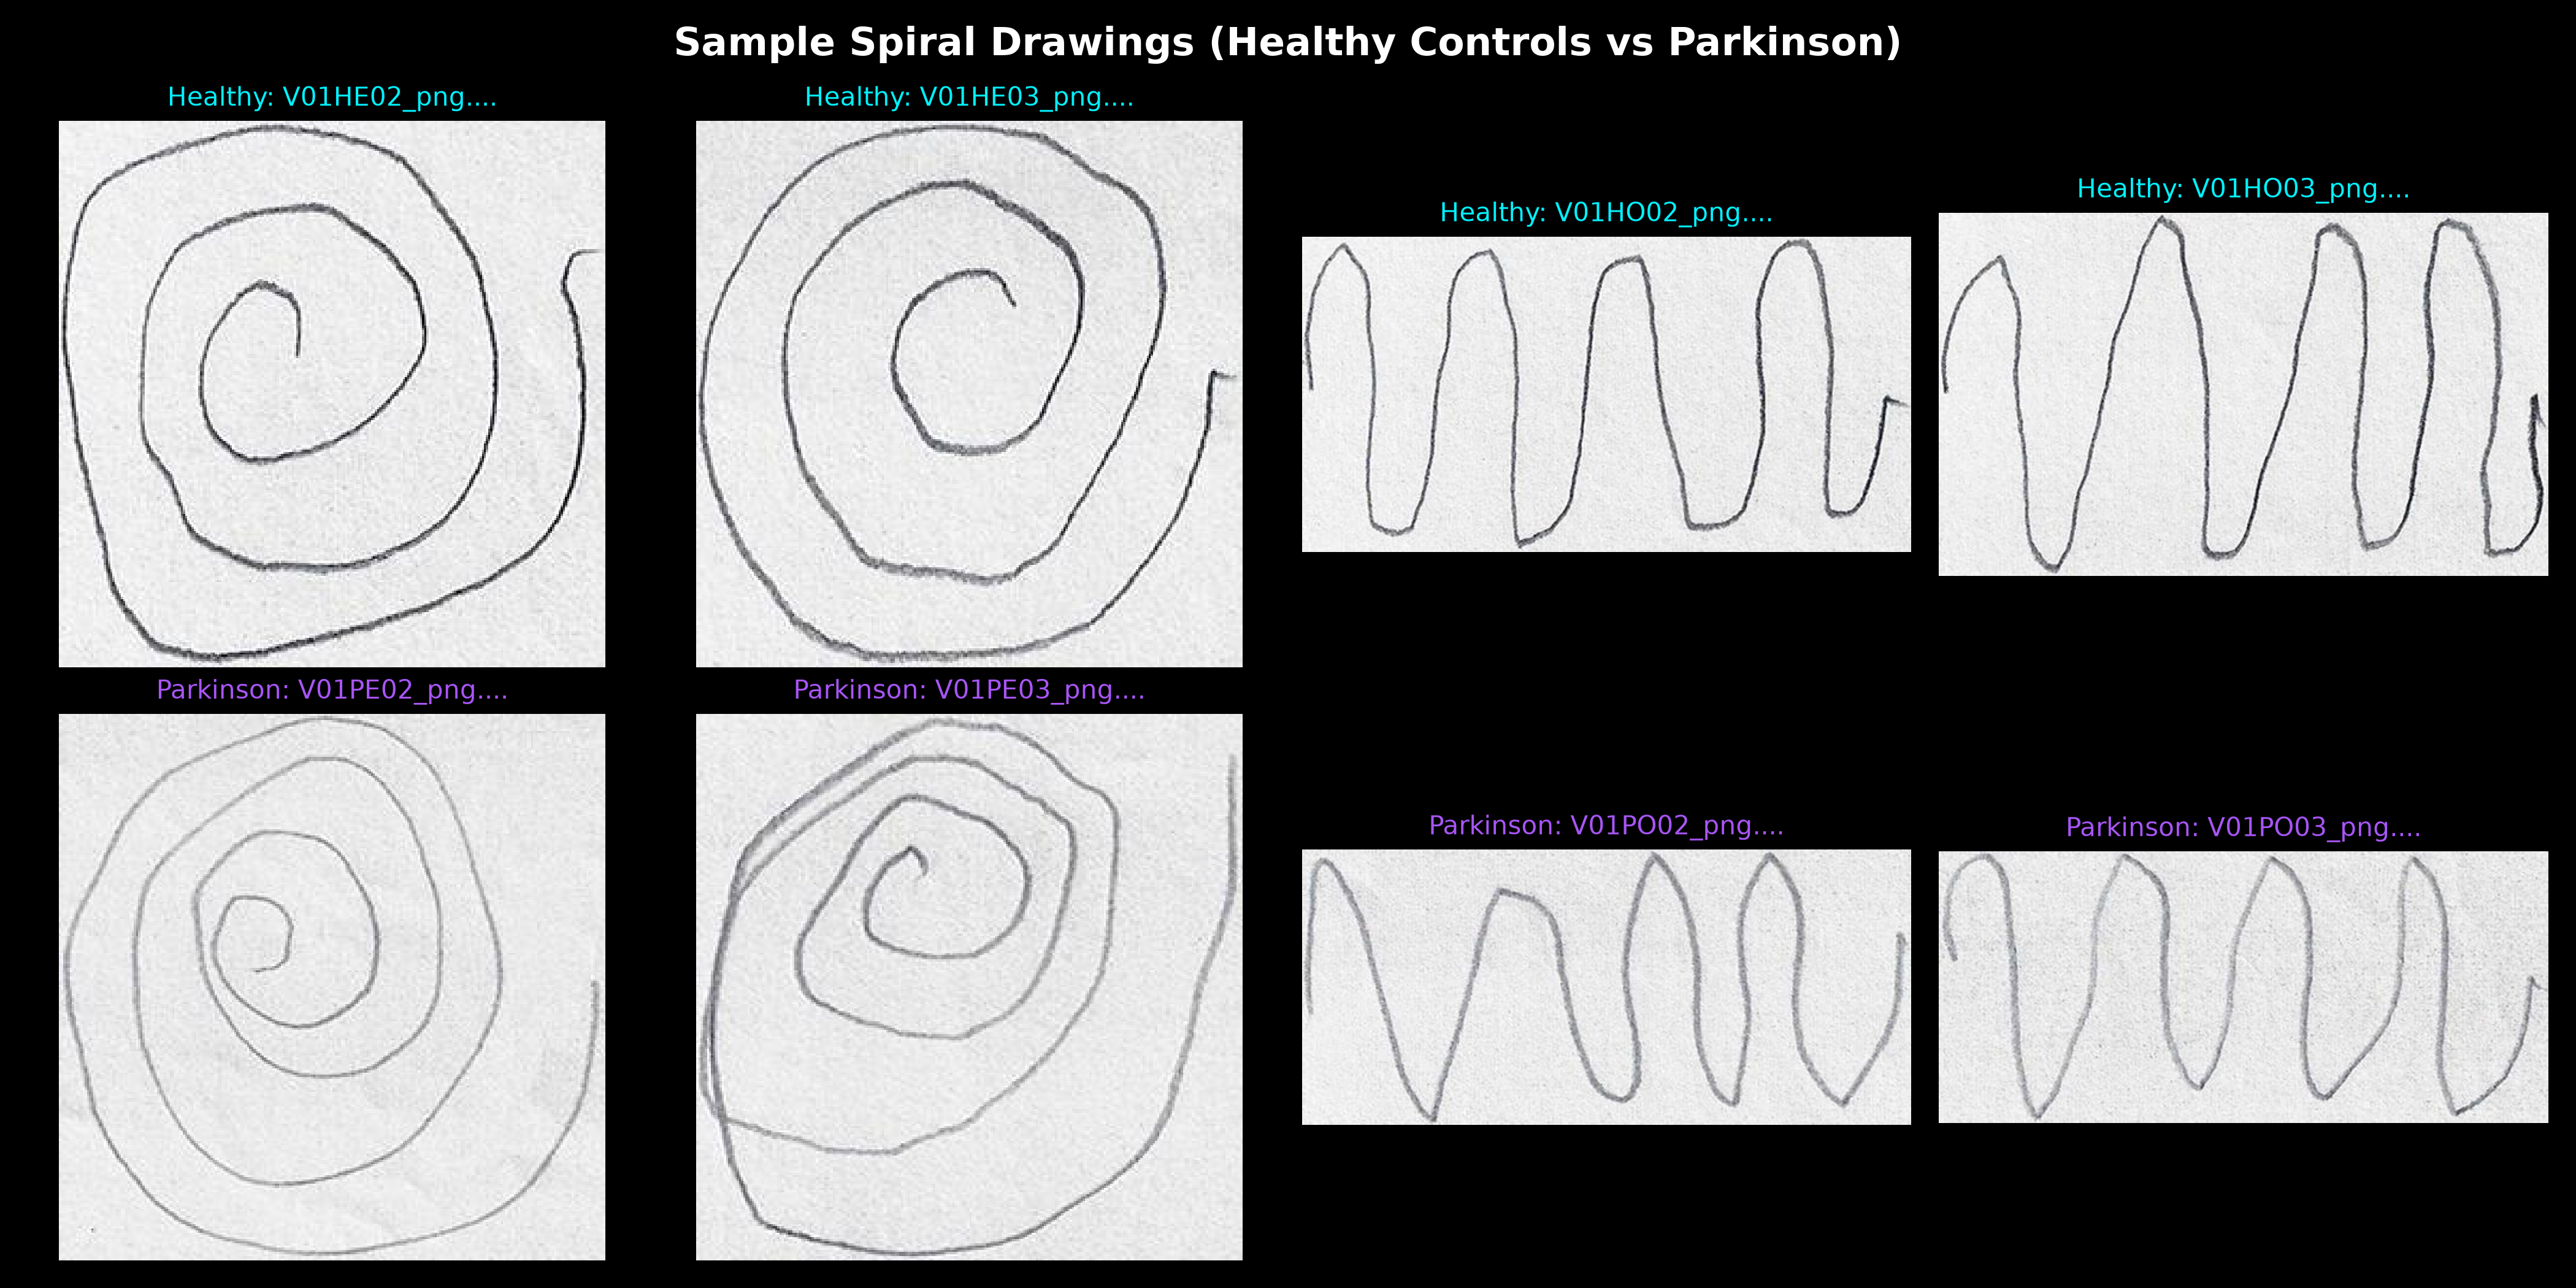 Sample Spiral Drawings (Healthy Controls vs Parkinson)
Healthy: V01HE02_png....
Healthy: V01HE03_png....
Healthy: V01HO02_png....
Healthy: V01HO03_png....
Parkinson: V01PE02_png....
Parkinson: V01PE03_png....
Parkinson: V01PO02_png....
Parkinson: V01PO03_png....